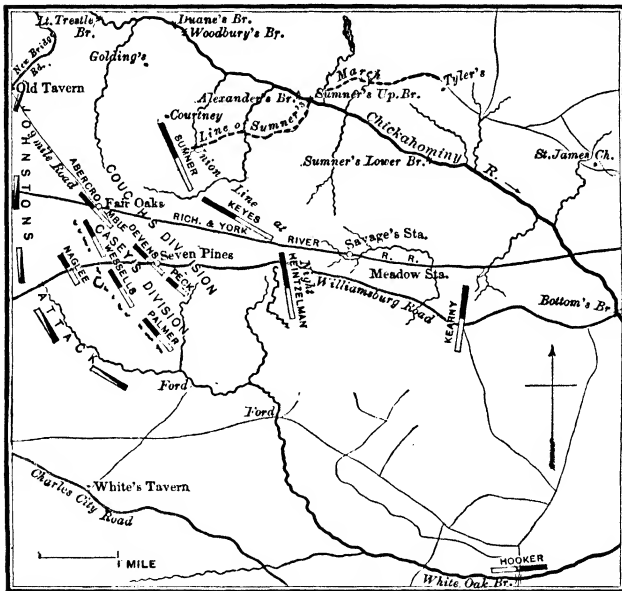 Lt. Trestle
Br.
Duane's Br.
Woodbury's Br.
New Bridge
Rd.
Golding's
Old Tavern
March
Tyler's
Alexander's Br.
Sumner's Up. Br.
Courtney
Line of Sumner's
Chickahominy
R.
St. James Ch.
JOHNSTON'S
9 mile Road
SUMNER
Union Line at
Night
Sumner's Lower Br.
COUCH'S DIVISION
ABERCROMBIE
DEVENS
PECK
Fair Oaks
KEYES
RICH. & YORK
RIVER
R. R.
Savage's Sta.
CASEY'S DIVISION
NAGLEE
WESSELLS
PALMER
Seven Pines
HEINTZELMAN
Meadow Sta.
Williamsburg Road
KEARNY
Bottom's Br
ATTACK
Ford
Ford
White's Tavern
Charles City
Road
1 MILE
HOOKER
White Oak Br.